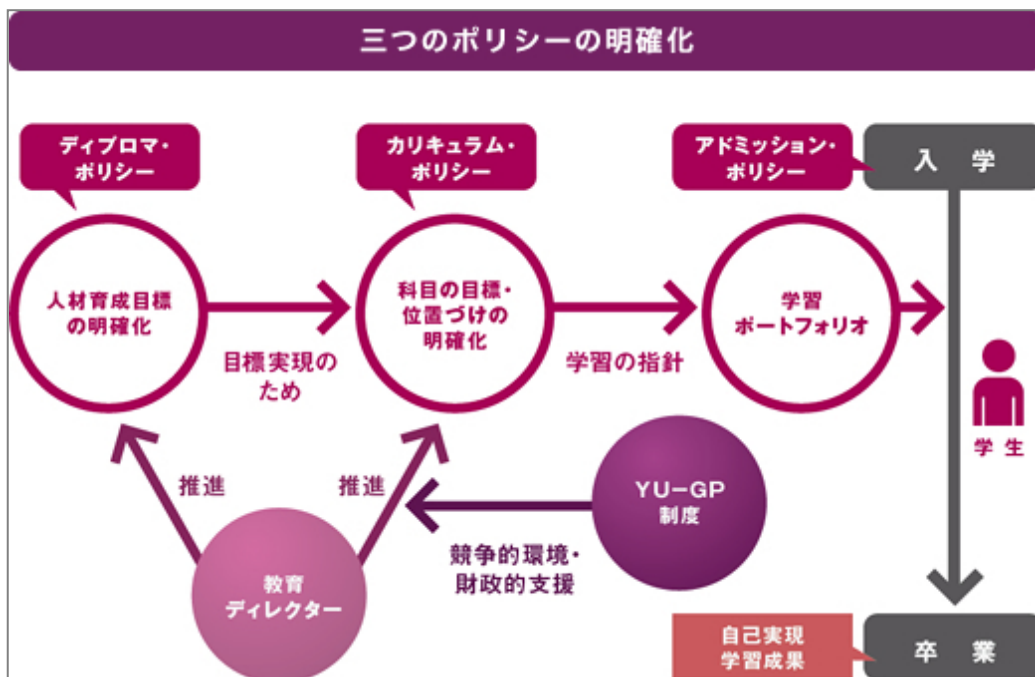 三つのポリシーの明確化
ディプロマ・
ポリシー
カリキュラム・
ポリシー
アドミッション・
ポリシー
入 学
人材育成目標
の明確化
目標実現の
ため
科目の目標・
位置づけの
明確化
学習の指針
学習
ポートフォリオ
学 生
推進
推進
YU-GP
制度
競争的環境・
財政的支援
教育
ディレクター
自己実現
学習成果
卒 業